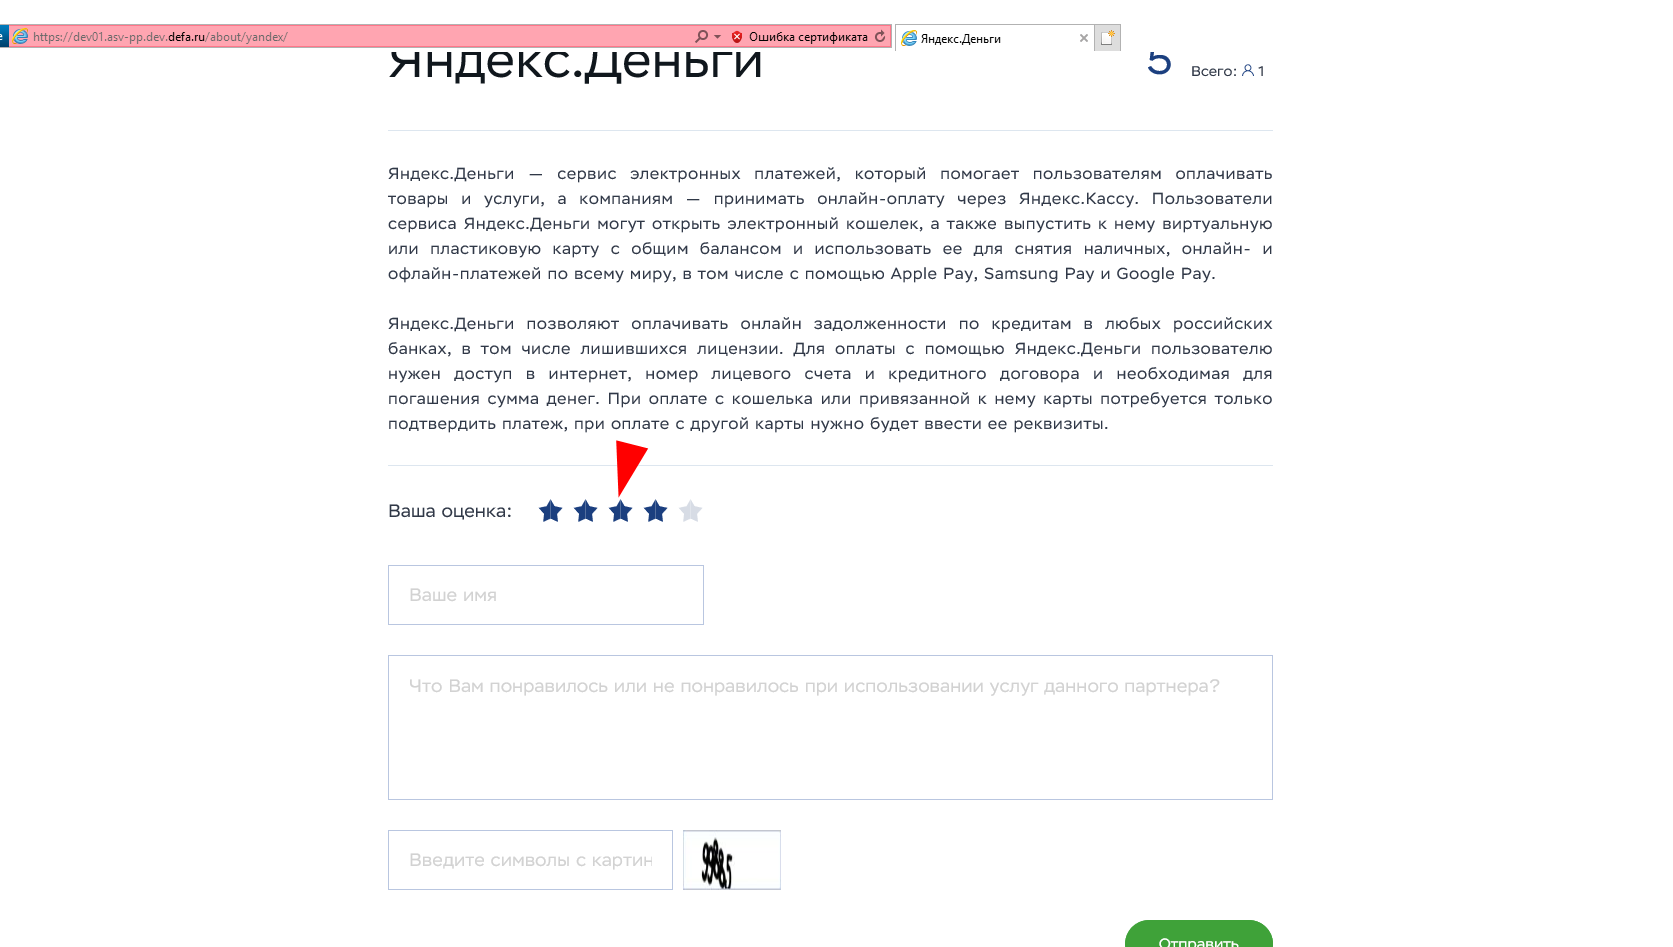 https://dev01.asv-pp.dev.defa.ru/about/yandex/
Ошибка сертификата
Яндекс.Деньги
Яндекс.Деньги
5
Всего: 1
Яндекс.Деньги — сервис электронных платежей, который помогает пользователям оплачивать
товары и услуги, а компаниям — принимать онлайн-оплату через Яндекс.Кассу. Пользователи
сервиса Яндекс.Деньги могут открыть электронный кошелек, а также выпустить к нему виртуальную
или пластиковую карту с общим балансом и использовать ее для снятия наличных, онлайн- и
офлайн-платежей по всему миру, в том числе с помощью Apple Pay, Samsung Pay и Google Pay.
Яндекс.Деньги позволяют оплачивать онлайн задолженности по кредитам в любых российских
банках, в том числе лишившихся лицензии. Для оплаты с помощью Яндекс.Деньги пользователю
нужен доступ в интернет, номер лицевого счета и кредитного договора и необходимая для
погашения сумма денег. При оплате с кошелька или привязанной к нему карты потребуется только
подтвердить платеж, при оплате с другой карты нужно будет ввести ее реквизиты.
Ваша оценка:
Ваше имя
Что Вам понравилось или не понравилось при использовании услуг данного партнера?
Введите символы с картин
Отправить